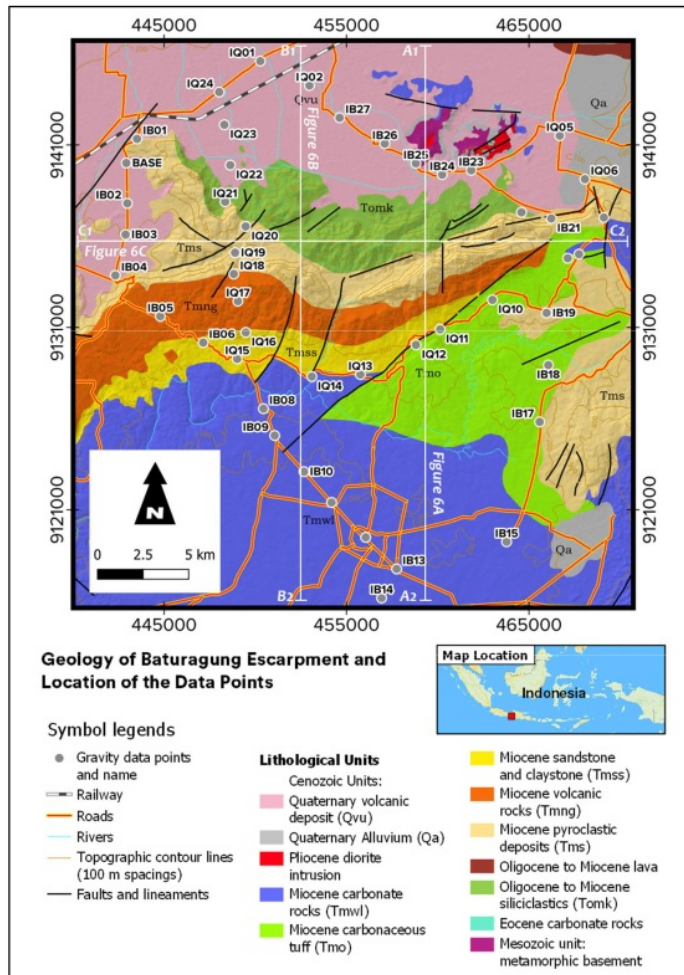 445000 455000 465000
IQ01
B1
A1
IQ24
IQ02
Qvu
Qa
IB27
IQ05
9140000
9140000
IB01
IQ23
Figure 6B
IB26
BASE
IQ22
IB25
IB24
IB23
IQ06
IB02
IQ21
Tomk
IB03
C1
IQ20
IB21
C2
Figure 6C
Tms
IQ19
IB04
IQ18
IQ17
IB05
Tmng
IQ10
IB19
9130000
9130000
IB06
IQ16
IQ11
IQ15
Tmss
IQ13
IQ12
IQ14
Tmo
IB18
Tms
IB08
IB17
IB09
Figure 6A
IB10
9121000
9121000
Tmwl
IB15
Qa
N
0 2.5 5 km
IB13
B2
IB14
A2
445000 455000 465000
Geology of Baturagung Escarpment and
Location of the Data Points
Map Location
Indonesia
Symbol legends
Gravity data points
and name
Railway
Roads
Rivers
Topographic contour lines
(100 m spacings)
Faults and lineaments
Lithological Units
Cenozoic Units:
Quaternary volcanic
deposit (Qvu)
Quaternary Alluvium (Qa)
Pliocene diorite
intrusion
Miocene carbonate
rocks (Tmwl)
Miocene carbonaceous
tuff (Tmo)
Miocene sandstone
and claystone (Tmss)
Miocene volcanic
rocks (Tmng)
Miocene pyroclastic
deposits (Tms)
Oligocene to Miocene lava
Oligocene to Miocene
siliciclastics (Tomk)
Eocene carbonate rocks
Mesozoic unit:
metamorphic basement